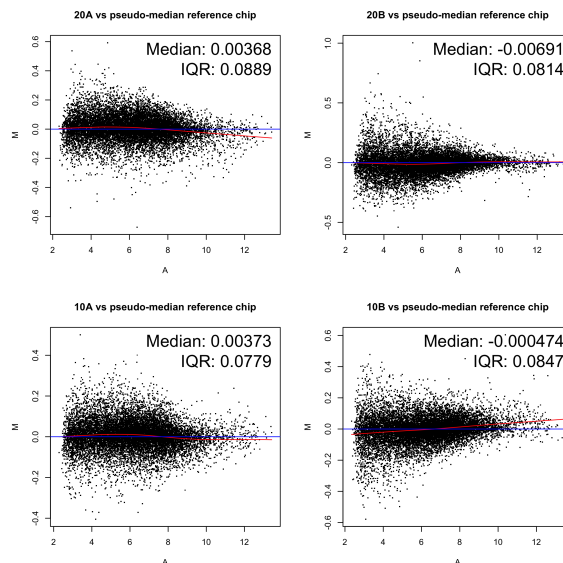 20A vs pseudo-median reference chip
Median: 0.00368
IQR: 0.0889
M
0.6
0.4
0.2
0.0
-0.2
-0.4
-0.6
2 4 6 8 10 12
A
20B vs pseudo-median reference chip
Median: -0.00691
IQR: 0.0814
M
1.0
0.5
0.0
-0.5
2 4 6 8 10 12
A
10A vs pseudo-median reference chip
Median: 0.00373
IQR: 0.0779
M
0.4
0.2
0.0
-0.2
-0.4
2 4 6 8 10 12
A
10B vs pseudo-median reference chip
Median: -0.000474
IQR: 0.0847
M
0.6
0.4
0.2
0.0
-0.2
-0.4
-0.6
2 4 6 8 10 12
A